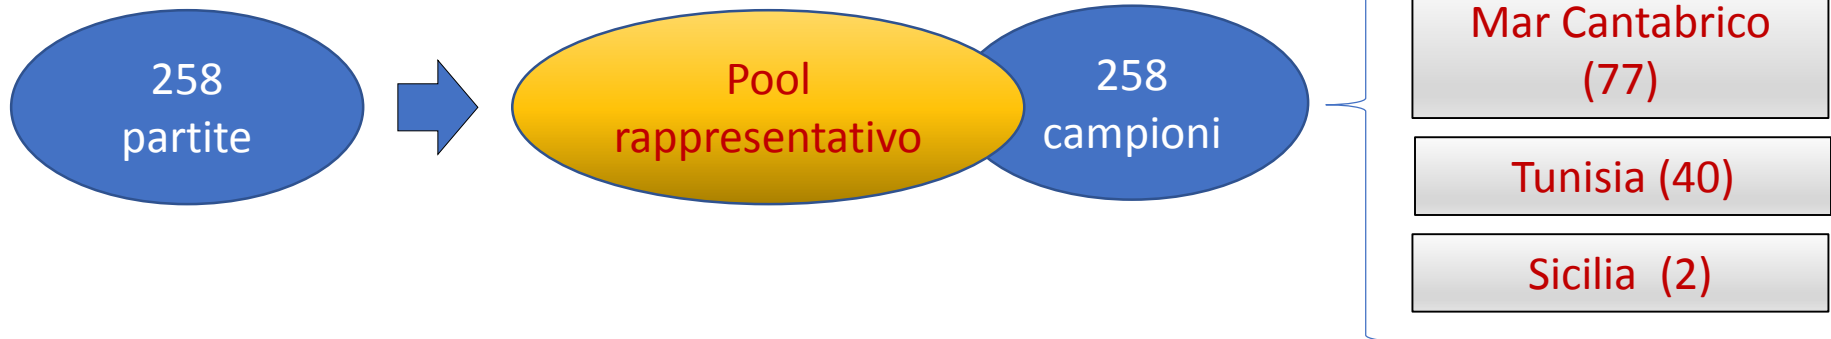 258
partite
Pool
rappresentativo
258
campioni
Mar Cantabrico
(77)
Tunisia (40)
Sicilia (2)